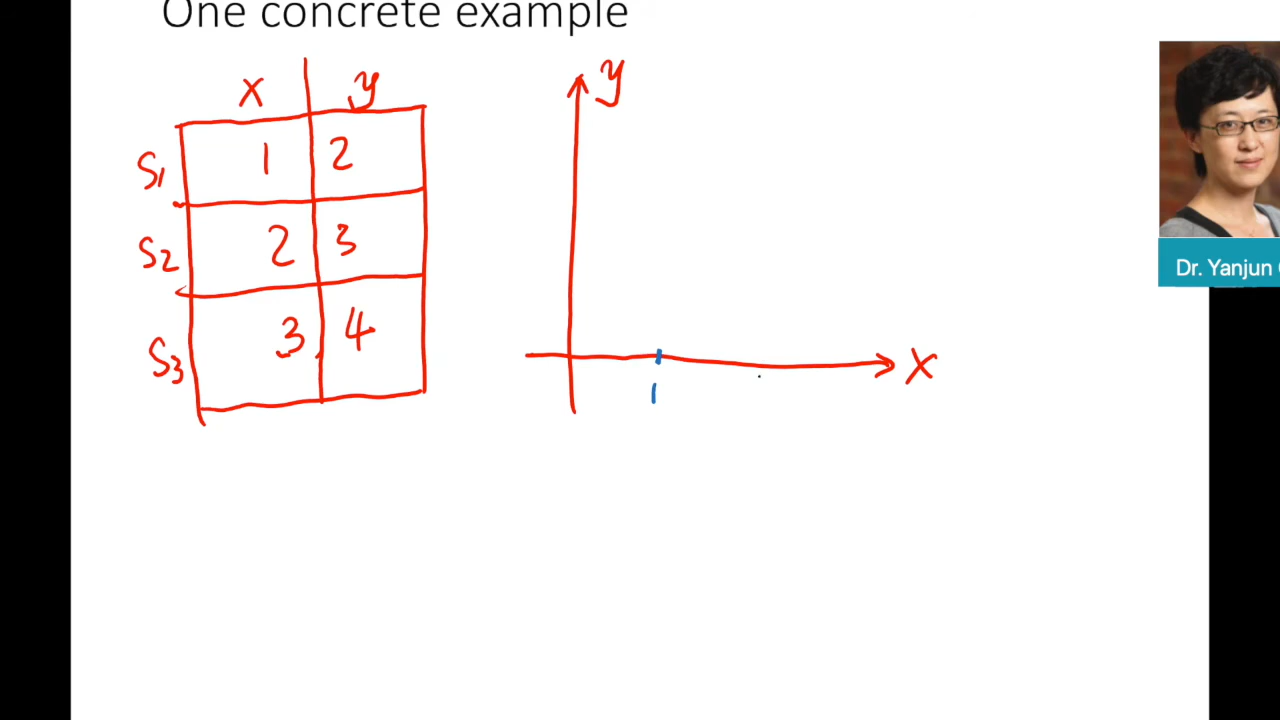 One concrete example
x y
S1 1 2
S2 2 3
S3 3 4
y
x
1
Dr. Yanjun